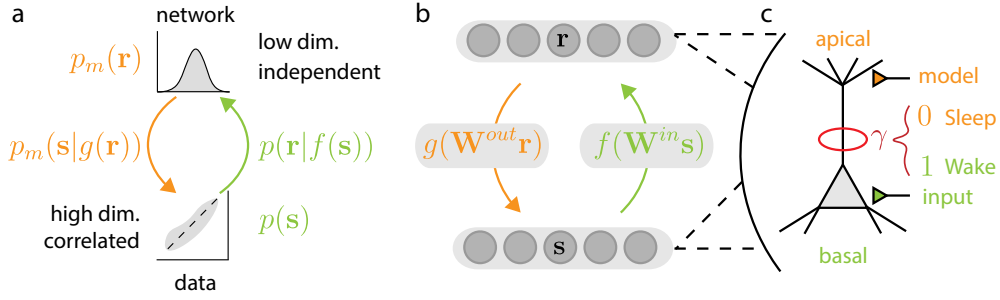 a
network
p_m(r)
low dim.
independent
p_m(s|g(r))
p(r|f(s))
high dim.
correlated
p(s)
data
b
r
g(W^{out}r)
f(W^{in}s)
s
c
apical
model
0 Sleep
γ
1 Wake
input
basal